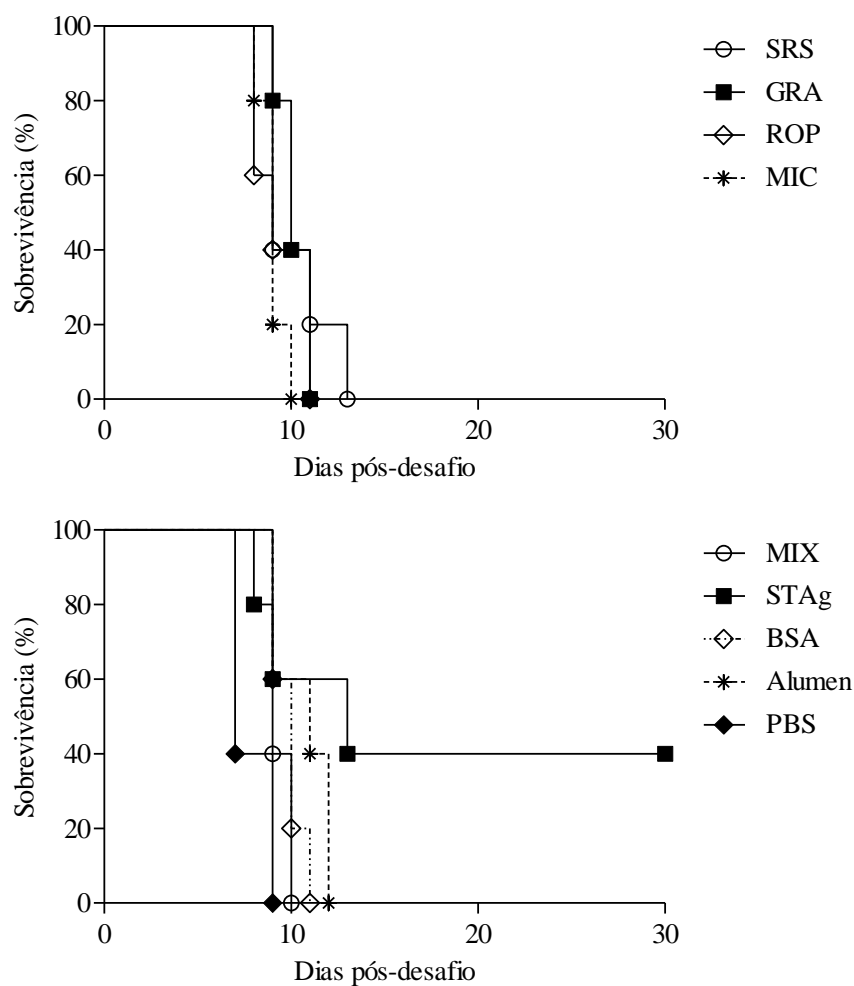 100
80
60
40
20
0
Sobrevivência (%)
0 10 20 30
Dias pós-desafio
SRS
GRA
ROP
MIC
100
80
60
40
20
0
Sobrevivência (%)
0 10 20 30
Dias pós-desafio
MIX
STAg
BSA
Alumen
PBS